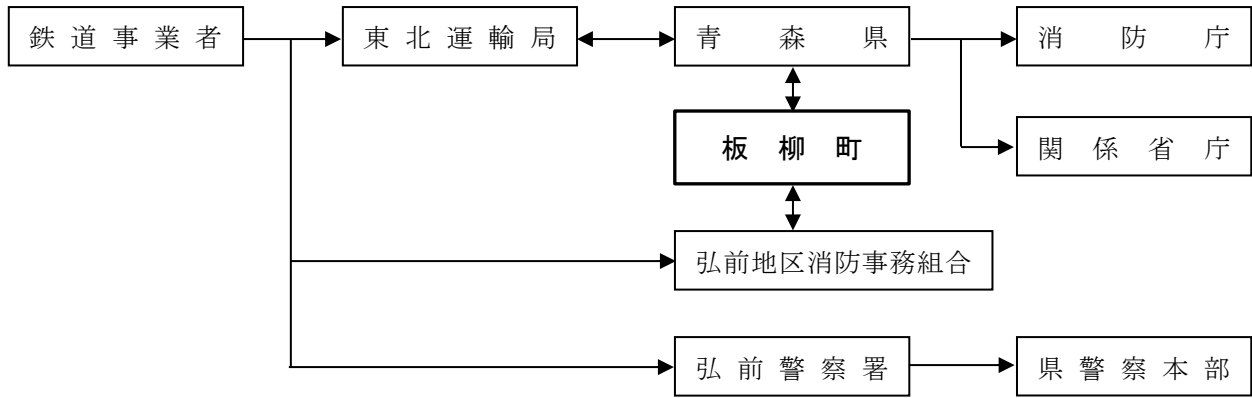 鉄道事業者
東北運輸局
青森県
消防庁
板柳町
関係省庁
弘前地区消防事務組合
弘前警察署
県警察本部